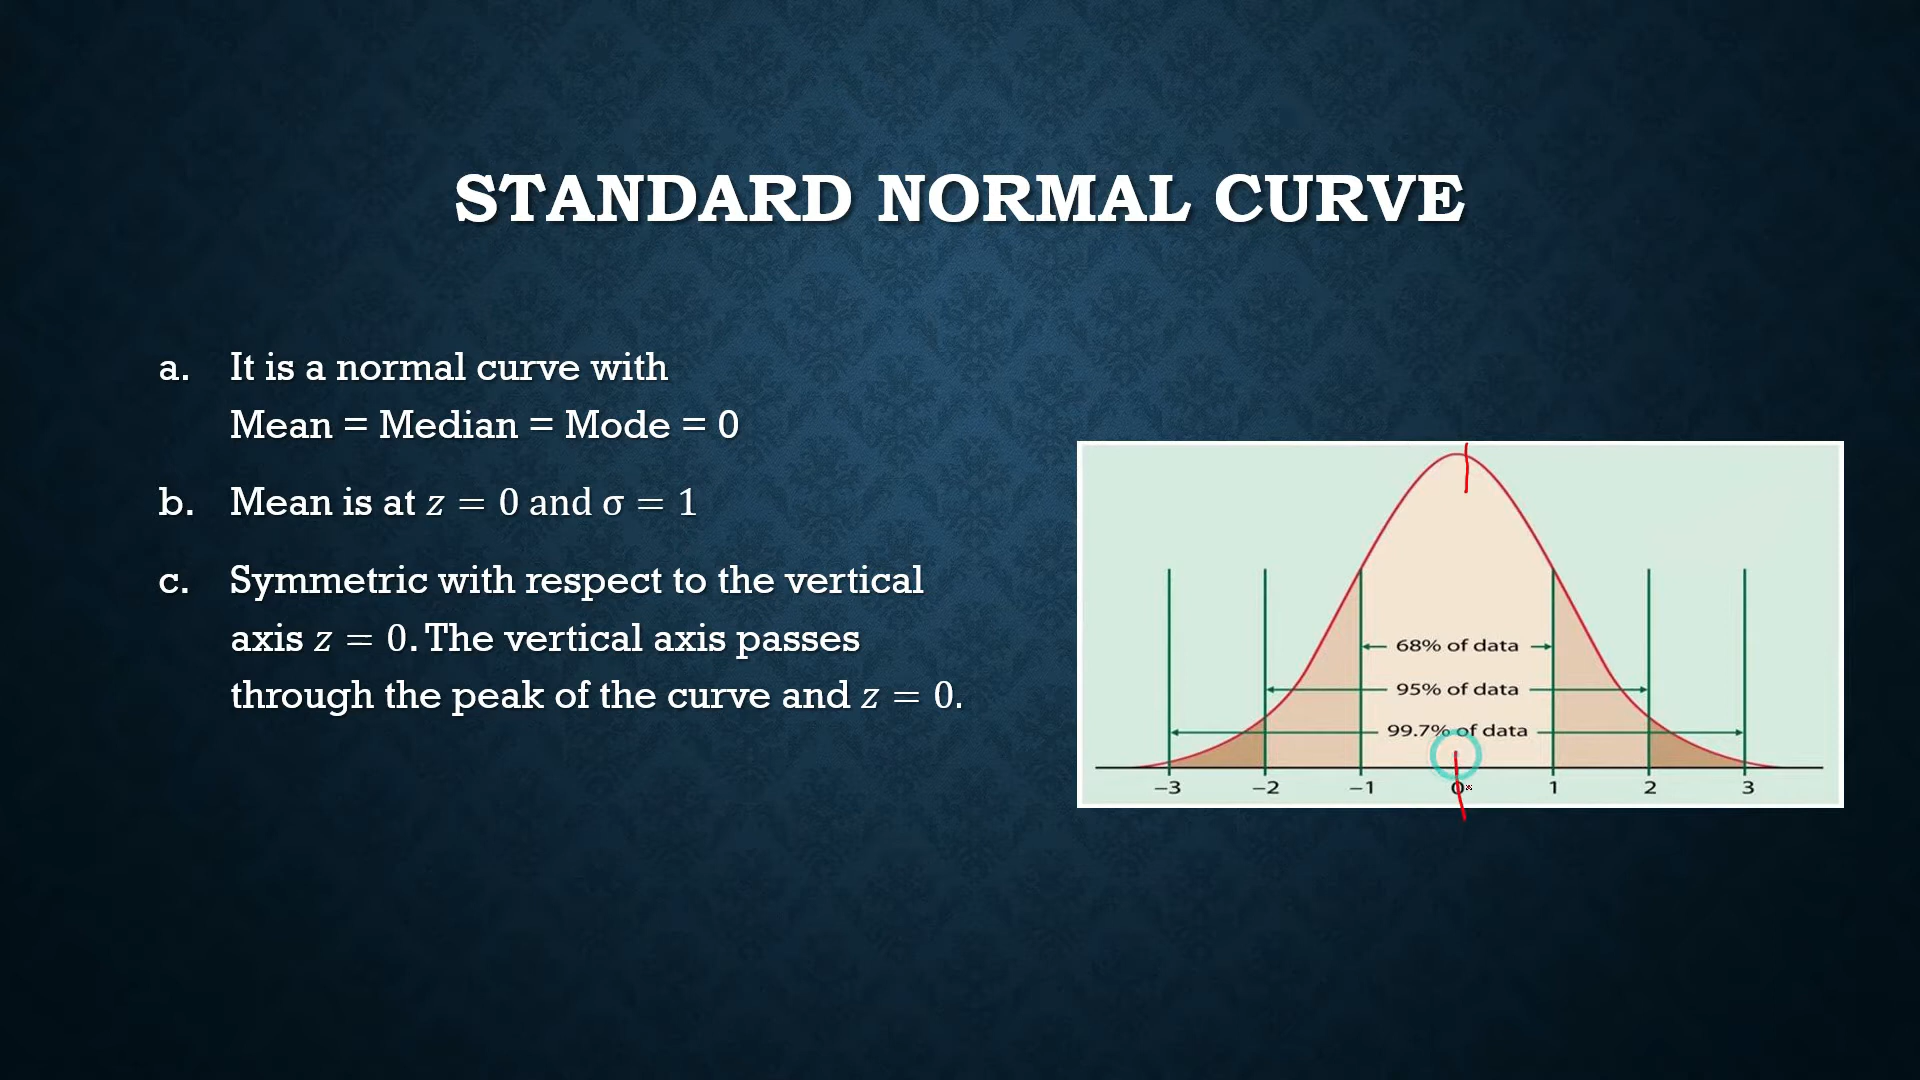 STANDARD NORMAL CURVE
a. It is a normal curve with
Mean = Median = Mode = 0
b. Mean is at z = 0 and σ = 1
c. Symmetric with respect to the vertical
axis z = 0. The vertical axis passes
through the peak of the curve and z = 0.
68% of data
95% of data
99.7% of data
−3 −2 −1 0 1 2 3